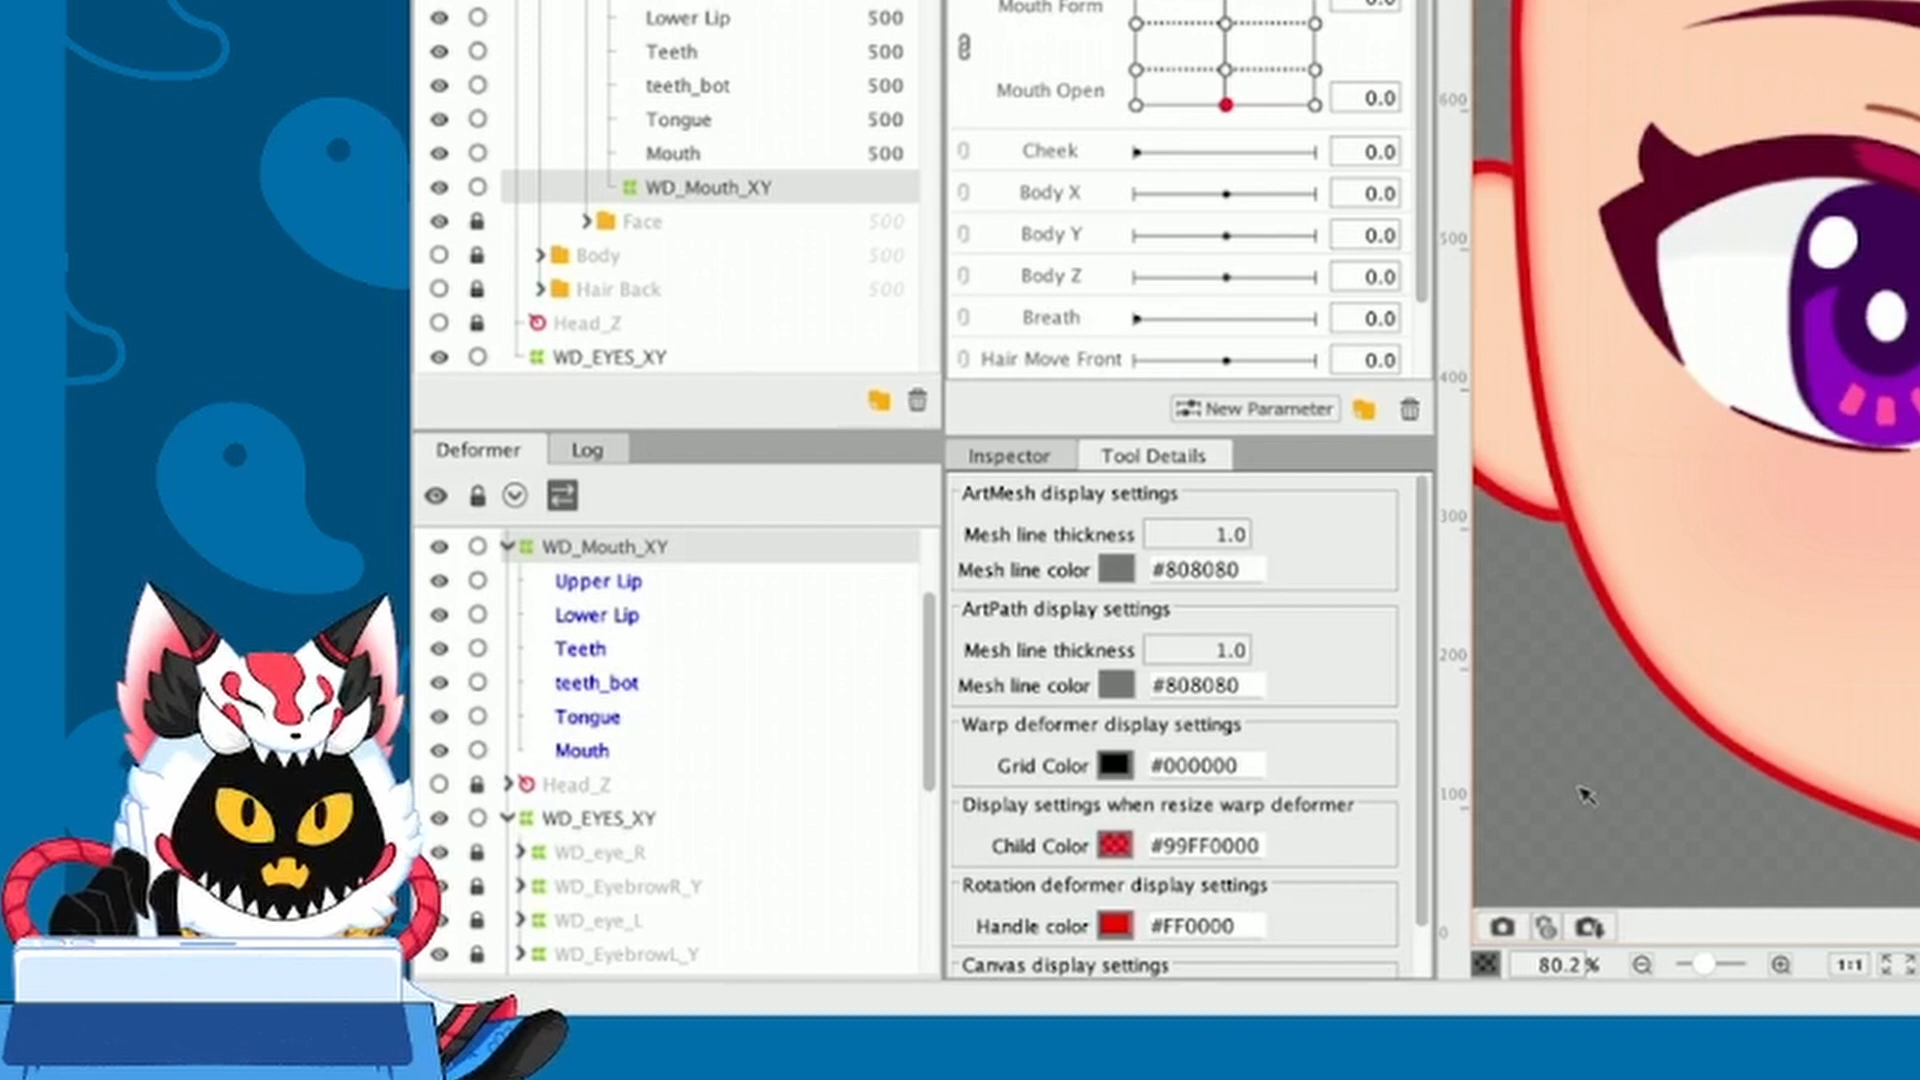 Lower Lip 500
Teeth 500
teeth_bot 500
Tongue 500
Mouth 500
WD_Mouth_XY
Face 500
Body 500
Hair Back 500
Head_Z
WD_EYES_XY
Deformer Log
WD_Mouth_XY
Upper Lip
Lower Lip
Teeth
teeth_bot
Tongue
Mouth
Head_Z
WD_EYES_XY
WD_eye_R
WD_EyebrowR_Y
WD_eye_L
WD_EyebrowL_Y
Mouth Form
Mouth Open 0.0
Cheek 0.0
Body X 0.0
Body Y 0.0
Body Z 0.0
Breath 0.0
Hair Move Front 0.0
New Parameter
Inspector Tool Details
ArtMesh display settings
Mesh line thickness 1.0
Mesh line color #808080
ArtPath display settings
Mesh line thickness 1.0
Mesh line color #808080
Warp deformer display settings
Grid Color #000000
Display settings when resize warp deformer
Child Color #99FF0000
Rotation deformer display settings
Handle color #FF0000
Canvas display settings
600
500
400
300
200
100
0
80.2 % 1:1